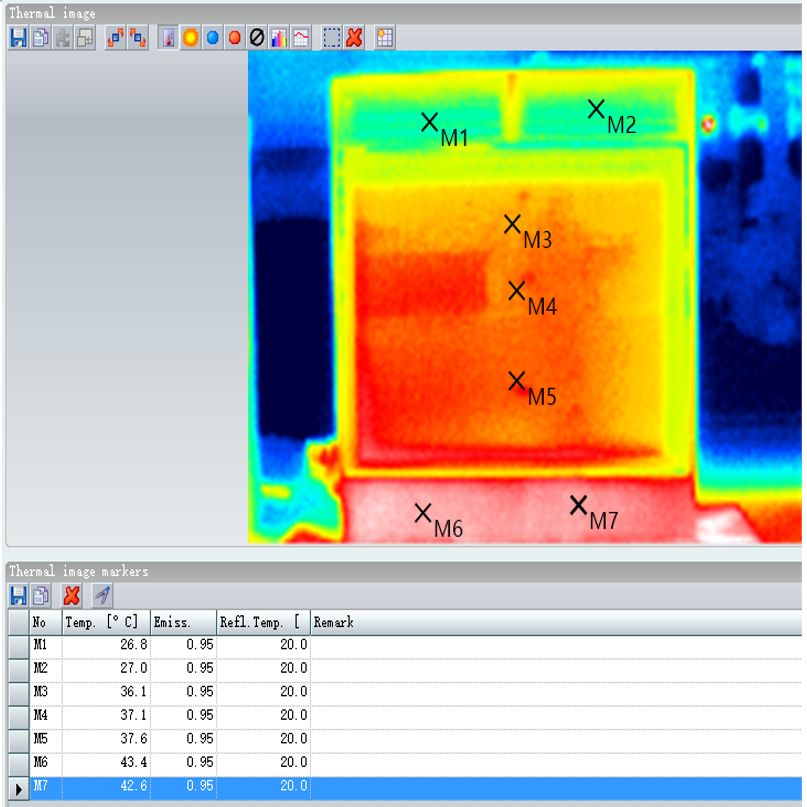 Thermal image
M1
M2
M3
M4
M5
M6
M7
Thermal image markers
No Temp. [° C] Emiss. Refl.Temp. [ Remark
M1 26.8 0.95 20.0
M2 27.0 0.95 20.0
M3 36.1 0.95 20.0
M4 37.1 0.95 20.0
M5 37.6 0.95 20.0
M6 43.4 0.95 20.0
M7 42.6 0.95 20.0